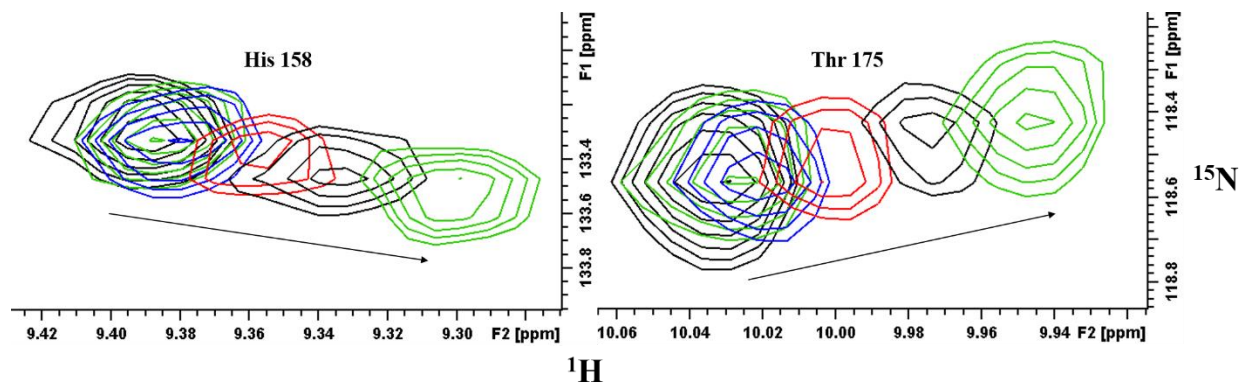 His 158
F1 [ppm]
133.4
133.6
133.8
9.42 9.40 9.38 9.36 9.34 9.32 9.30 F2 [ppm]
Thr 175
F1 [ppm]
118.4
118.6
118.8
10.06 10.04 10.02 10.00 9.98 9.96 9.94 F2 [ppm]
¹⁵N
¹H